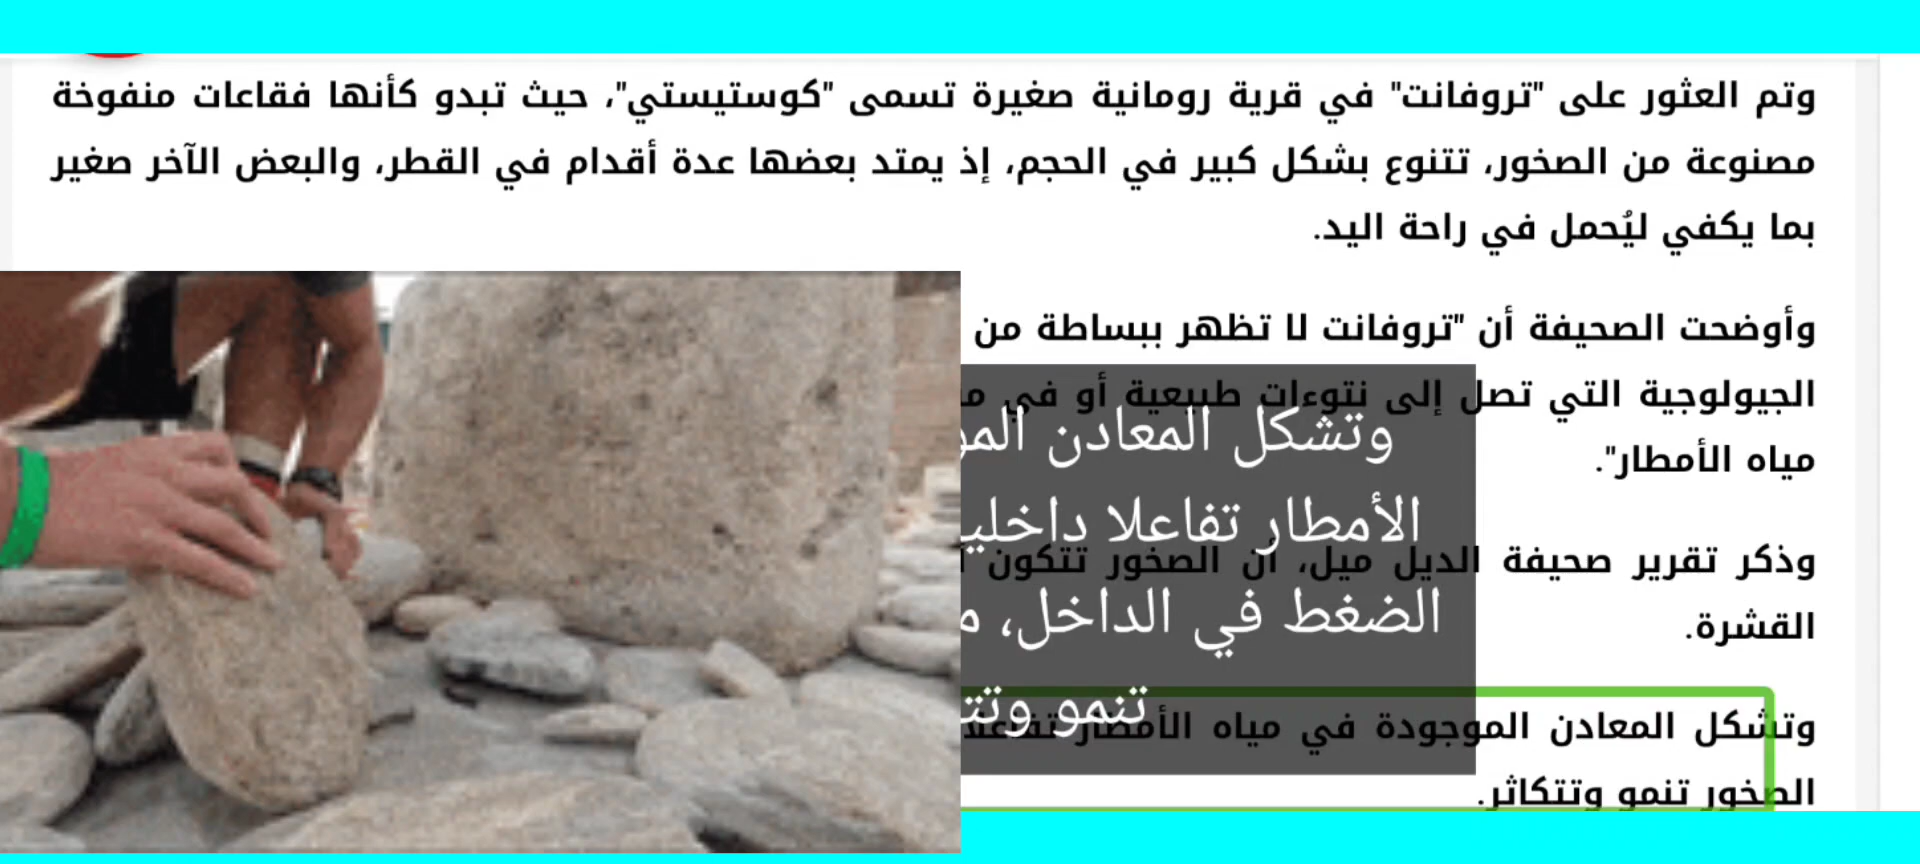 وتم العثور على "تروفانت" في قرية رومانية صغيرة تسمى "كوستيستي"، حيث تبدو كأنها فقاعات منفوخة
مصنوعة من الصخور، تتنوع بشكل كبير في الحجم، إذ يمتد بعضها عدة أقدام في القطر، والبعض الآخر صغير
بما يكفي ليُحمل في راحة اليد.
وأوضحت الصحيفة أن "تروفانت لا تظهر ببساطة من
الجيولوجية التي تصل إلى نتوءات طبيعية أو في
مياه الأمطار".
وذكر تقرير صحيفة الديل ميل، أن الصخور تتكون
القشرة.
وتشكل المعادن الموجودة في مياه الأمطار تفاعلا
الصخور تنمو وتتكاثر.
وتشكل المعادن
الأمطار تفاعلا
الضغط في الداخل،
تنمو